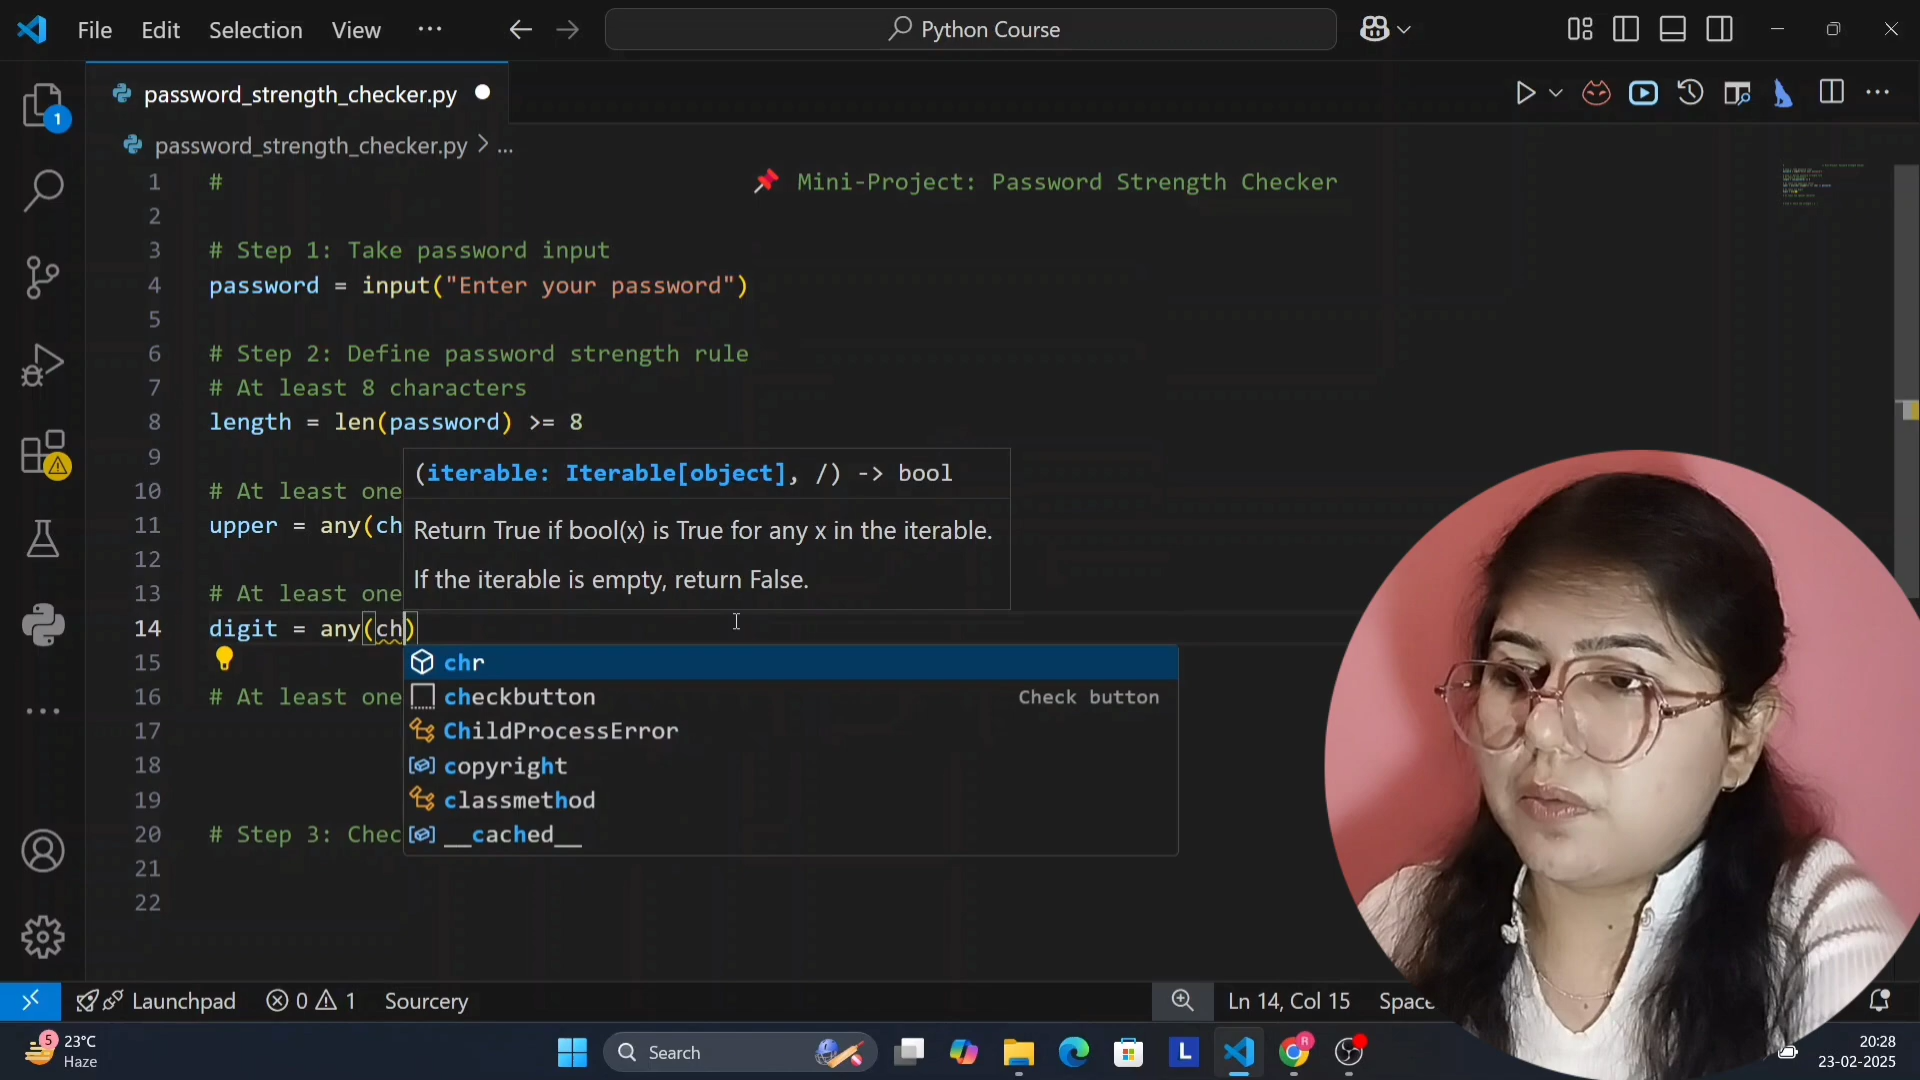 File Edit Selection View ... Python Course
password_strength_checker.py
password_strength_checker.py > ...
1 # 📌 Mini-Project: Password Strength Checker
2
3 # Step 1: Take password input
4 password = input("Enter your password")
5
6 # Step 2: Define password strength rule
7 # At least 8 characters
8 length = len(password) >= 8
9
(iterable: Iterable[object], /) -> bool
10 # At least one
Return True if bool(x) is True for any x in the iterable.
11 upper = any(ch
12
If the iterable is empty, return False.
13 # At least one
14 digit = any(ch)
15
chr
16 # At least one
checkbutton Check button
17
ChildProcessError
18
copyright
19
classmethod
20 # Step 3: Chec
__cached__
21
22
1
Launchpad 0 1 Sourcery Ln 14, Col 15 Space
5 23°C
Haze
Search
L
R
20:28
23-02-2025